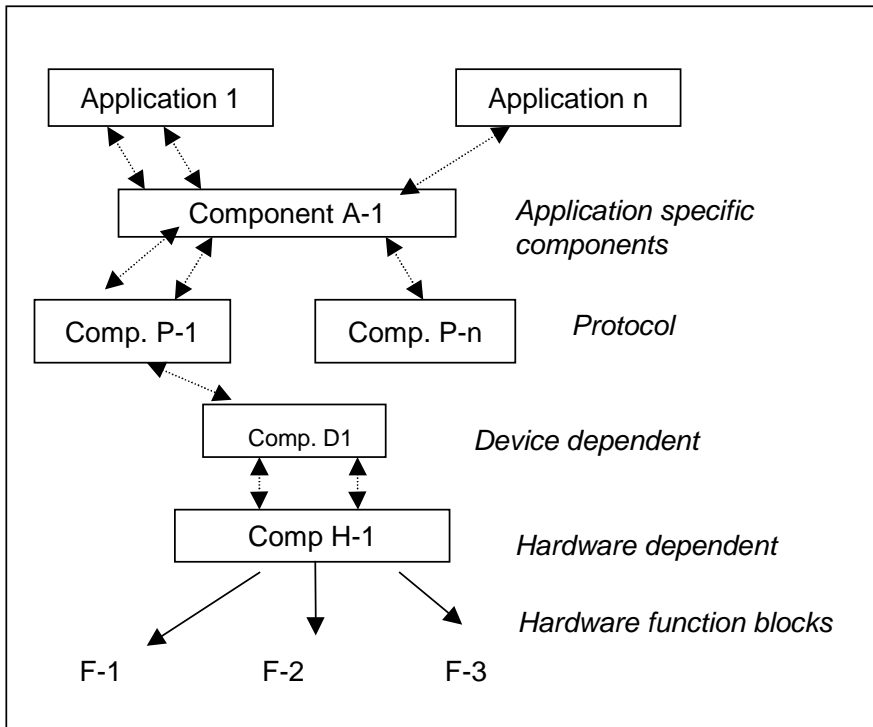 Application 1
Application n
Component A-1
Application specific
components
Comp. P-1
Comp. P-n
Protocol
Comp. D1
Device dependent
Comp H-1
Hardware dependent
Hardware function blocks
F-1
F-2
F-3